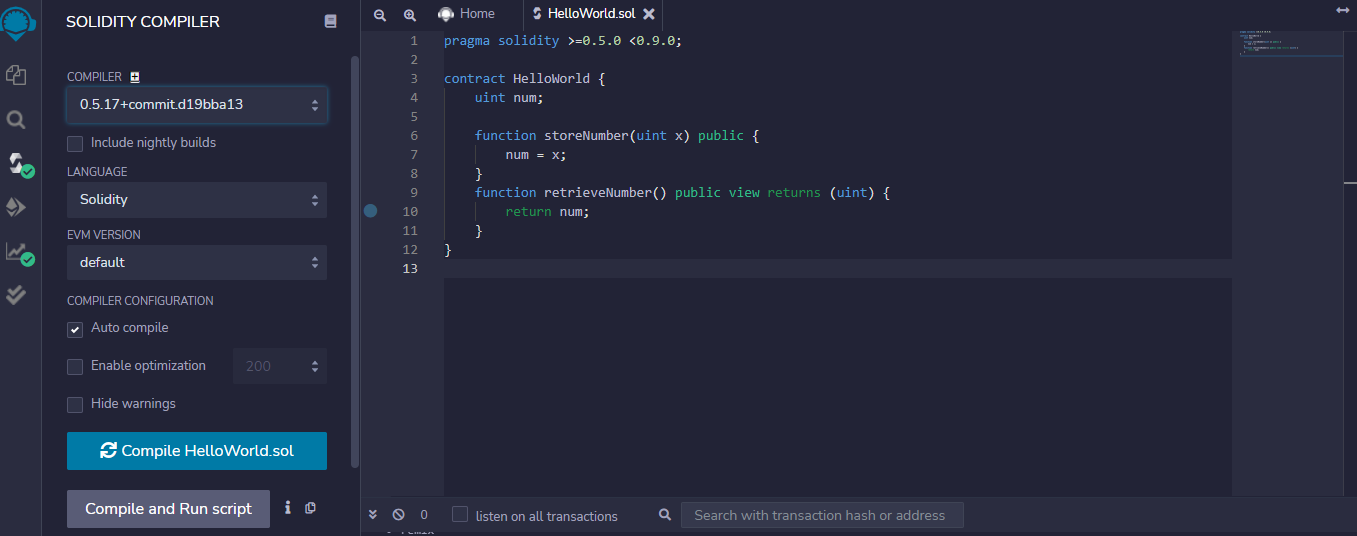 SOLIDITY COMPILER
COMPILER
0.5.17+commit.d19bba13
Include nightly builds
LANGUAGE
Solidity
EVM VERSION
default
COMPILER CONFIGURATION
Auto compile
Enable optimization 200
Hide warnings
Compile HelloWorld.sol
Compile and Run script
Home HelloWorld.sol
1 pragma solidity >=0.5.0 <0.9.0;
2
3 contract HelloWorld {
4 uint num;
5
6 function storeNumber(uint x) public {
7 num = x;
8 }
9 function retrieveNumber() public view returns (uint) {
10 return num;
11 }
12 }
13
0 listen on all transactions Search with transaction hash or address